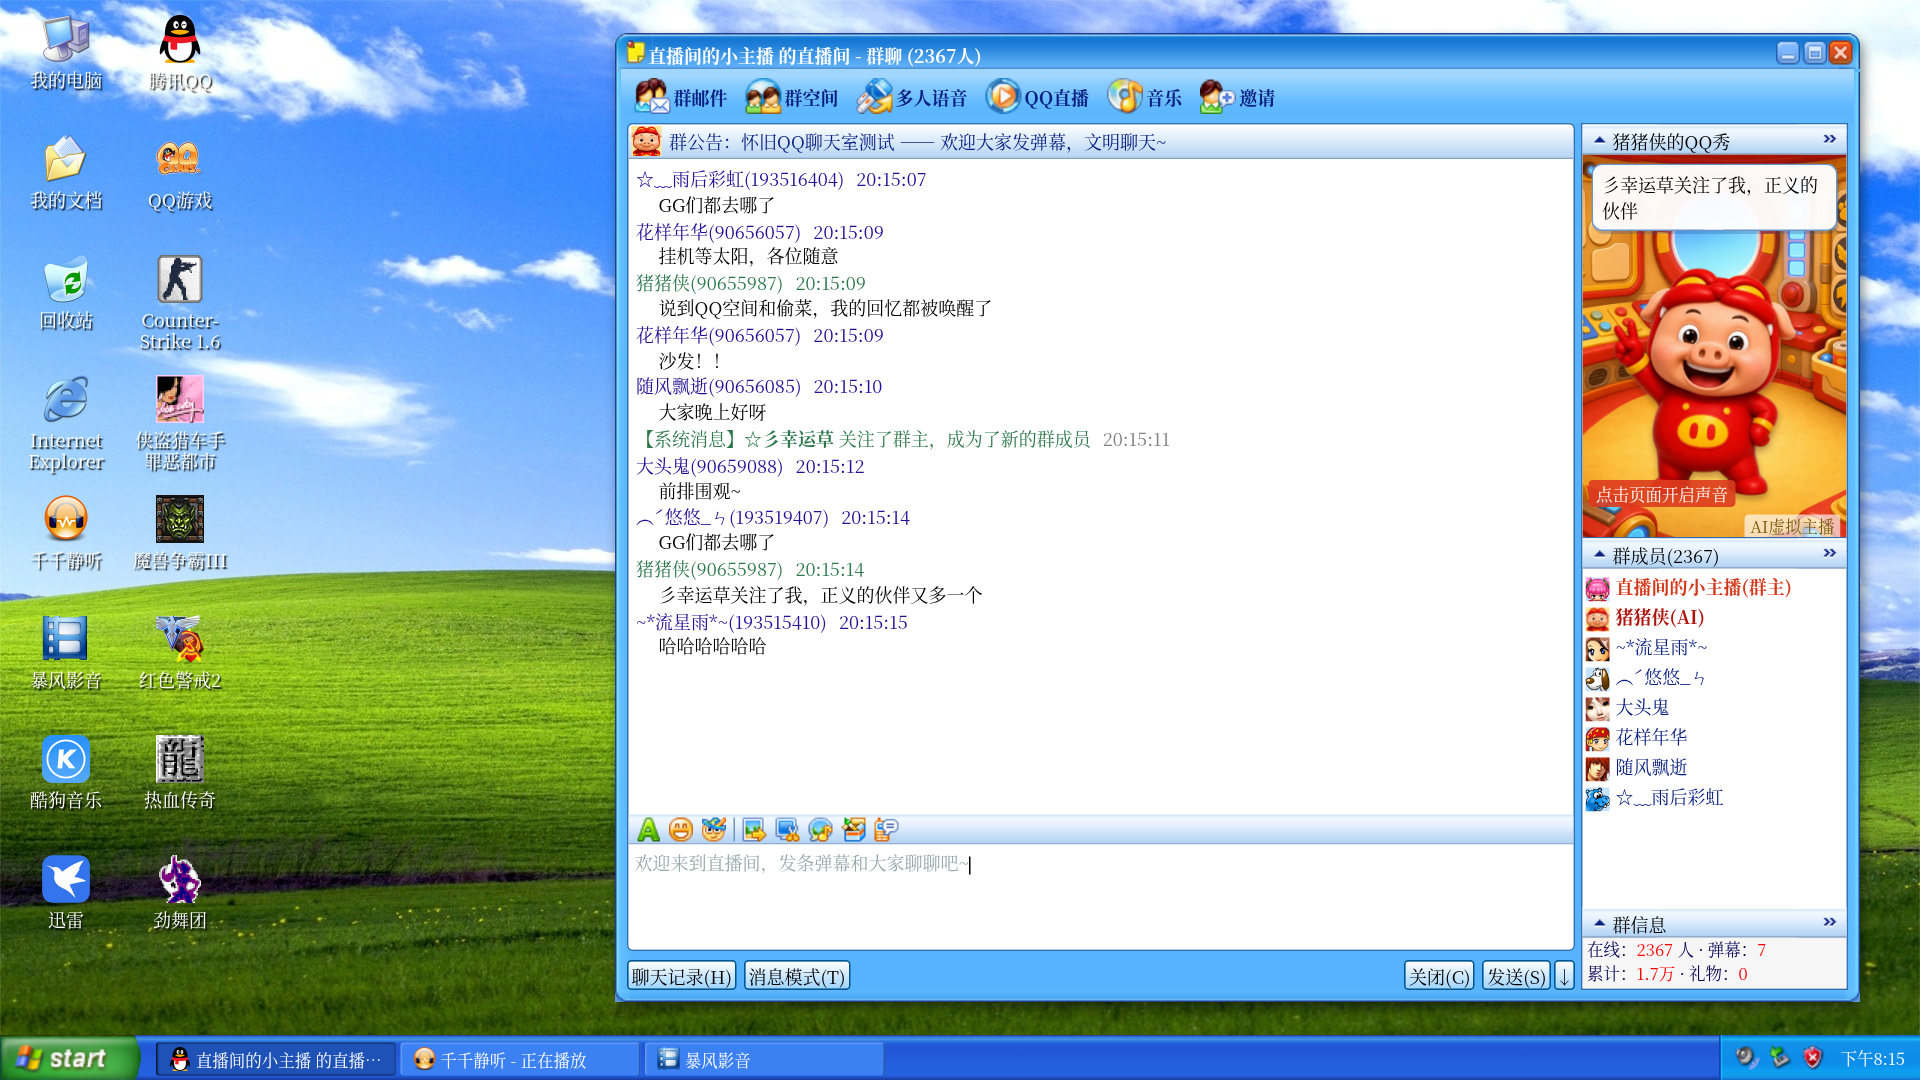 我的电脑
腾讯QQ
我的文档
QQ游戏
回收站
Counter-
Strike 1.6
Internet
Explorer
侠盗猎车手
罪恶都市
千千静听
魔兽争霸III
暴风影音
红色警戒2
酷狗音乐
热血传奇
迅雷
劲舞团
直播间的小主播 的直播间 - 群聊 (2367人)
群邮件
群空间
多人语音
QQ直播
音乐
邀请
群公告：怀旧QQ聊天室测试 —— 欢迎大家发弹幕，文明聊天~
☆﹏雨后彩虹(193516404) 20:15:07
GG们都去哪了
花样年华(90656057) 20:15:09
挂机等太阳，各位随意
猪猪侠(90655987) 20:15:09
说到QQ空间和偷菜，我的回忆都被唤醒了
花样年华(90656057) 20:15:09
沙发！！
随风飘逝(90656085) 20:15:10
大家晚上好呀
【系统消息】☆彡幸运草 关注了群主，成为了新的群成员 20:15:11
大头鬼(90659088) 20:15:12
前排围观~
︵ˊ悠悠_ㄣ(193519407) 20:15:14
GG们都去哪了
猪猪侠(90655987) 20:15:14
彡幸运草关注了我，正义的伙伴又多一个
~*流星雨*~(193515410) 20:15:15
哈哈哈哈哈哈
欢迎来到直播间，发条弹幕和大家聊聊吧~
聊天记录(H)
消息模式(T)
关闭(C)
发送(S)
↓
猪猪侠的QQ秀
彡幸运草关注了我，正义的
伙伴
点击页面开启声音
AI虚拟主播
群成员(2367)
直播间的小主播(群主)
猪猪侠(AI)
~*流星雨*~
︵ˊ悠悠_ㄣ
大头鬼
花样年华
随风飘逝
☆﹏雨后彩虹
群信息
在线：2367 人 · 弹幕：7
累计：1.7万 · 礼物：0
start
直播间的小主播 的直播…
千千静听 - 正在播放
暴风影音
下午8:15